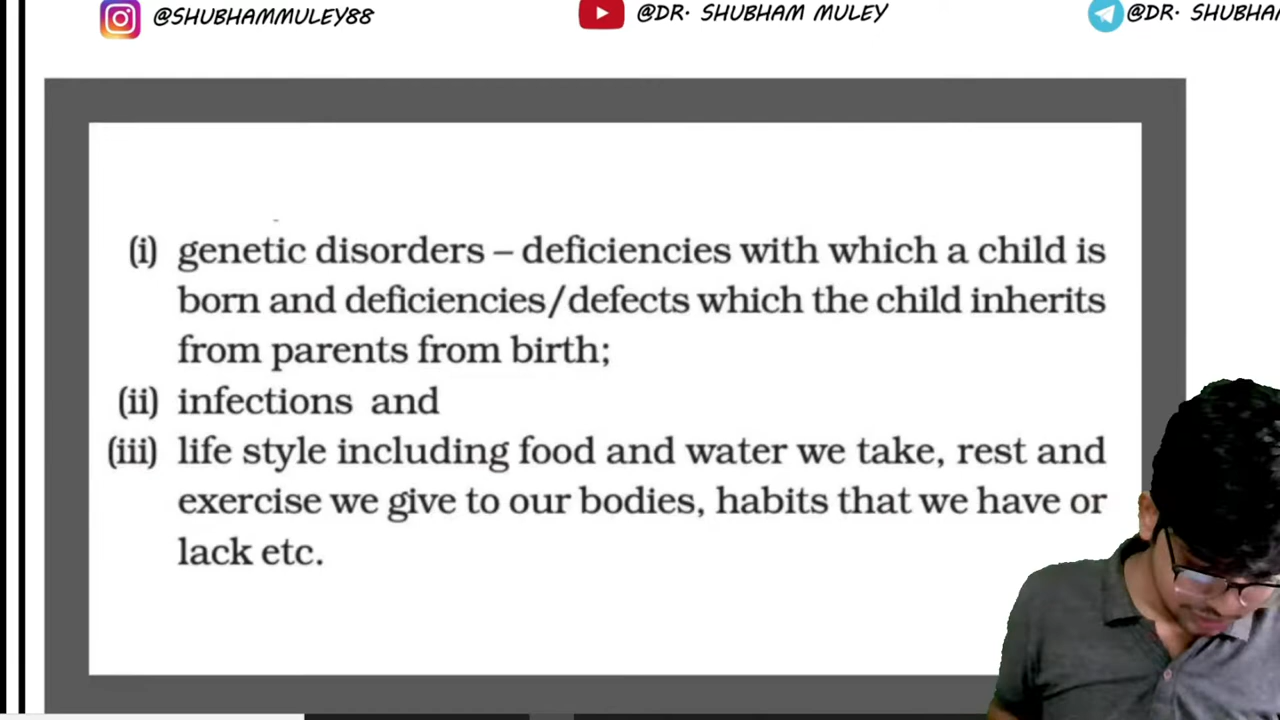 @SHUBHAMMULEY88 @DR. SHUBHAM MULEY @DR. SHUBHA
(i) genetic disorders – deficiencies with which a child is
born and deficiencies/defects which the child inherits
from parents from birth;
(ii) infections and
(iii) life style including food and water we take, rest and
exercise we give to our bodies, habits that we have or
lack etc.